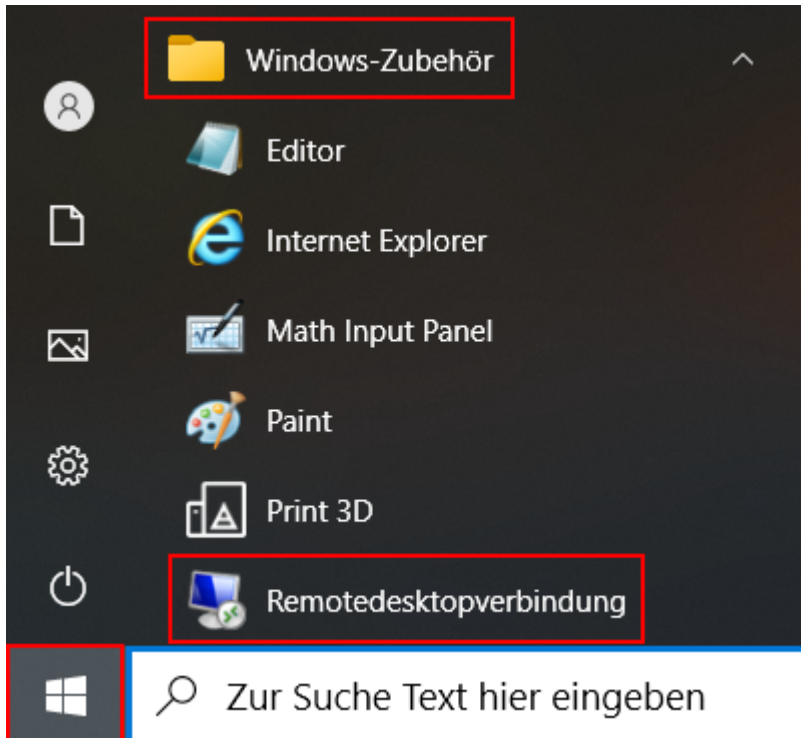 Windows-Zubehör
Editor
Internet Explorer
Math Input Panel
Paint
Print 3D
Remotedesktopverbindung
Zur Suche Text hier eingeben